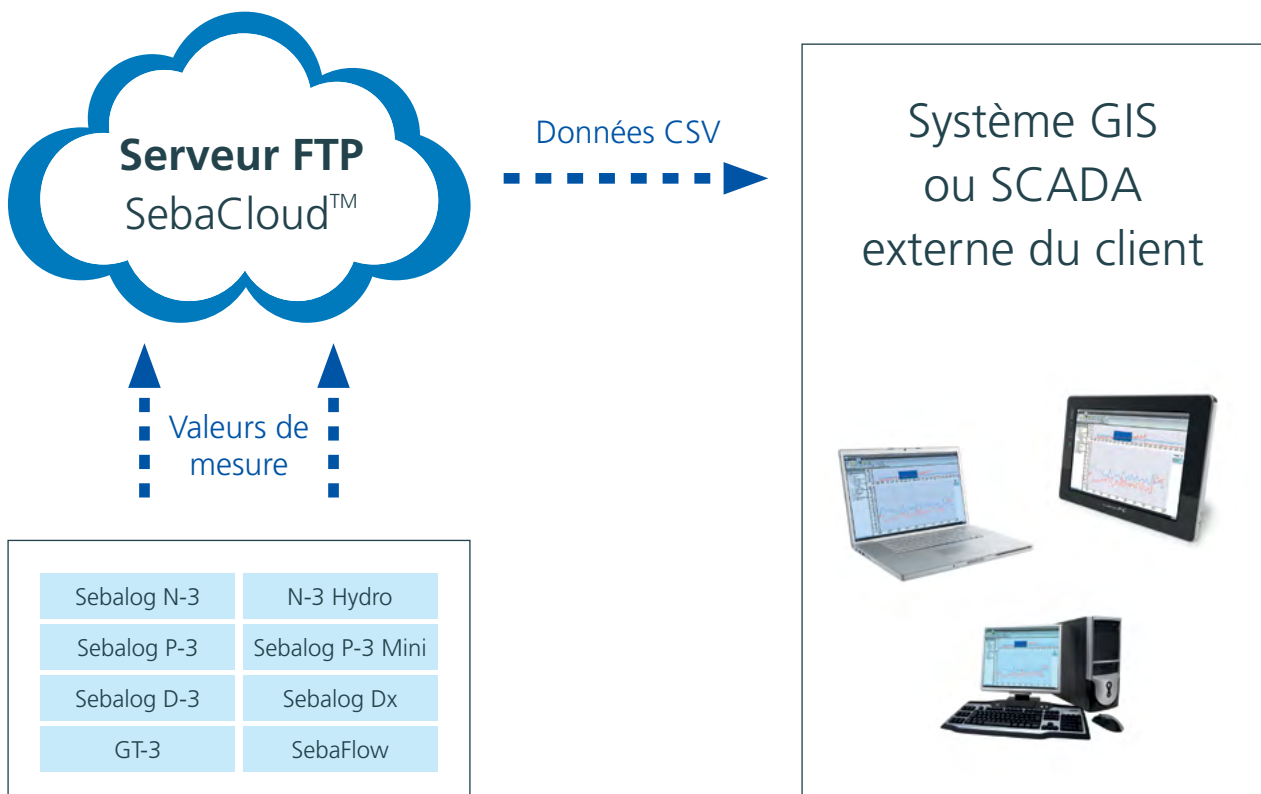 Serveur FTP
SebaCloud™
Données CSV
Système GIS
ou SCADA
externe du client
Valeurs de
mesure
Sebalog N-3
N-3 Hydro
Sebalog P-3
Sebalog P-3 Mini
Sebalog D-3
Sebalog Dx
GT-3
SebaFlow